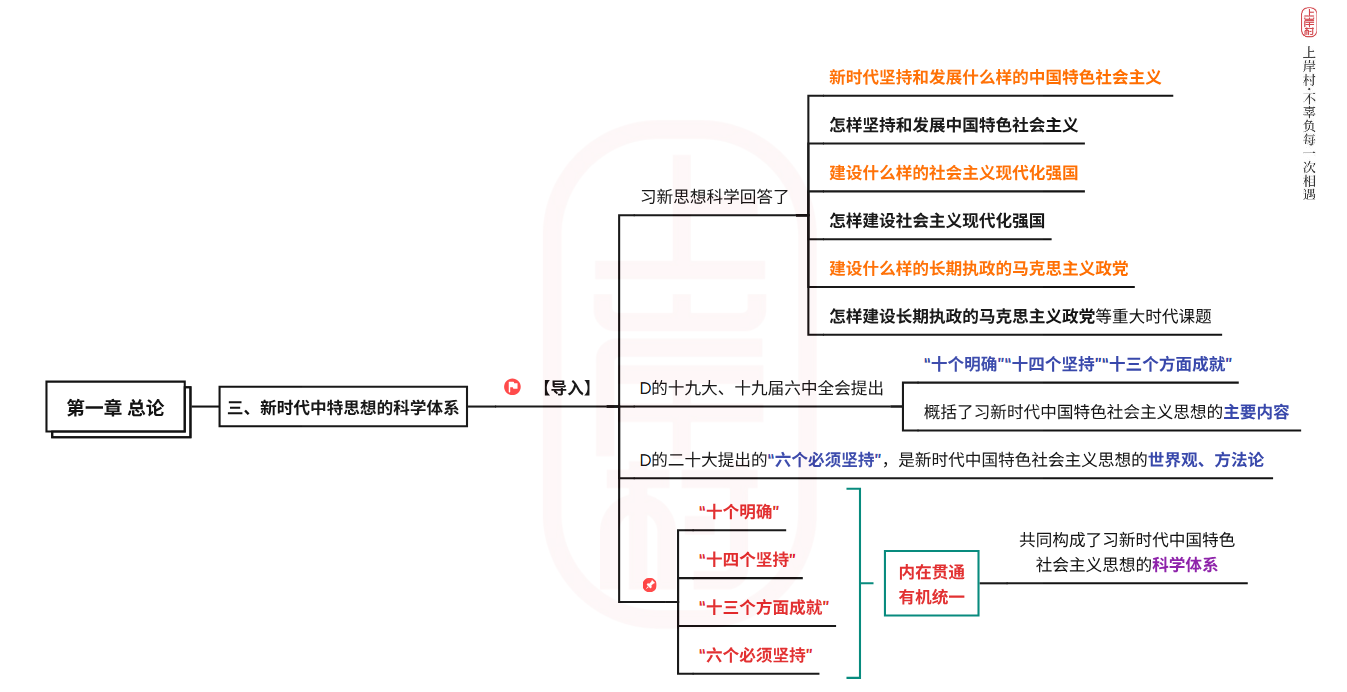 上岸村
上岸村·不辜负每一次相遇
第一章 总论
三、新时代中特思想的科学体系
【导入】
习新思想科学回答了
新时代坚持和发展什么样的中国特色社会主义
怎样坚持和发展中国特色社会主义
建设什么样的社会主义现代化强国
怎样建设社会主义现代化强国
建设什么样的长期执政的马克思主义政党
怎样建设长期执政的马克思主义政党等重大时代课题
D的十九大、十九届六中全会提出
“十个明确”“十四个坚持”“十三个方面成就”
概括了习新时代中国特色社会主义思想的主要内容
D的二十大提出的“六个必须坚持”，是新时代中国特色社会主义思想的世界观、方法论
“十个明确”
“十四个坚持”
“十三个方面成就”
“六个必须坚持”
内在贯通
有机统一
共同构成了习新时代中国特色
社会主义思想的科学体系